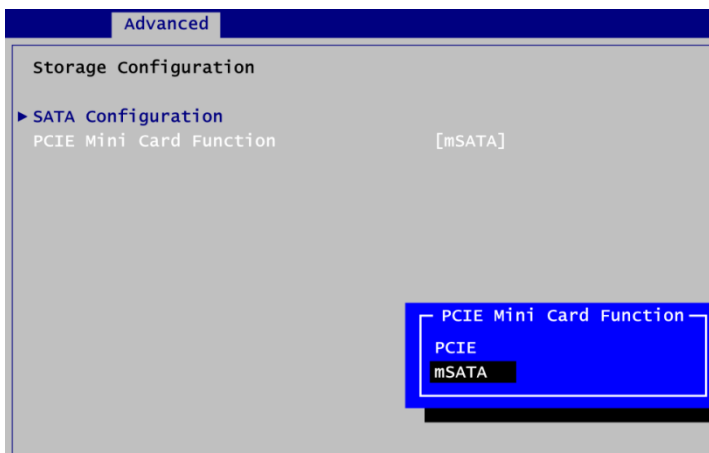 Advanced
Storage Configuration
SATA Configuration
PCIE Mini Card Function [mSATA]
PCIE Mini Card Function
PCIE
mSATA